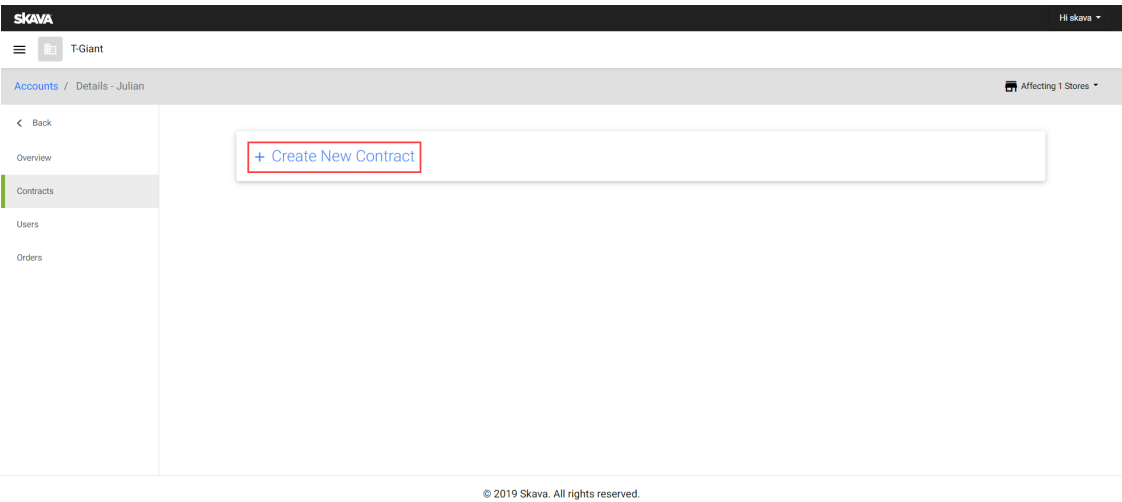 SKAVA
Hi skava
T-Giant
Accounts / Details - Julian
Affecting 1 Stores
Back
Overview
Contracts
Users
Orders
+ Create New Contract
© 2019 Skava. All rights reserved.